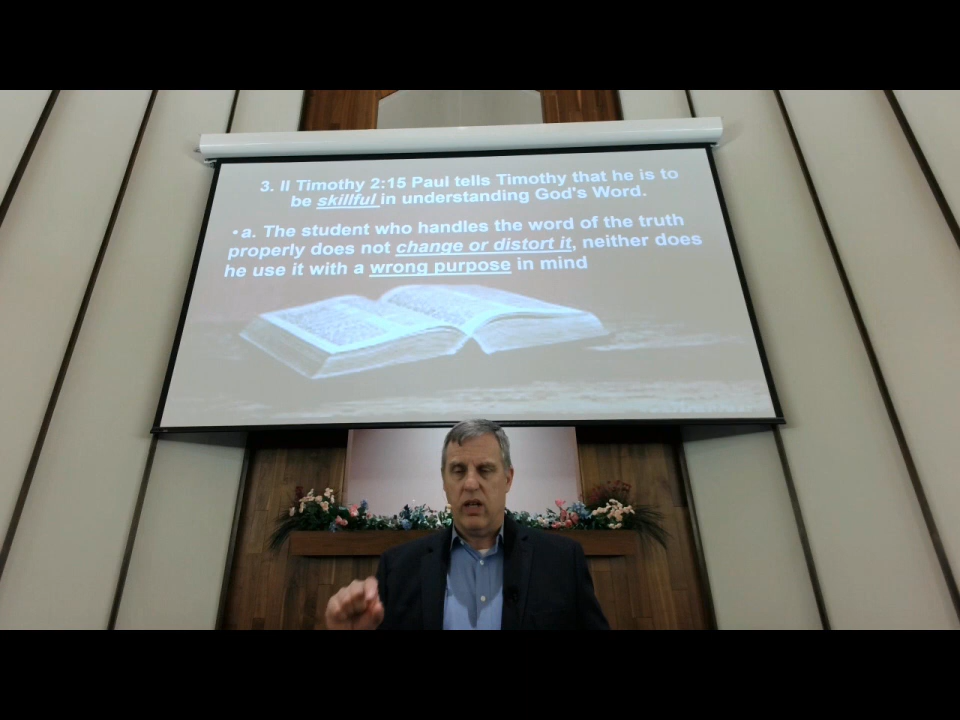 3. II Timothy 2:15 Paul tells Timothy that he is to
be skillful in understanding God's Word.
•a. The student who handles the word of the truth
properly does not change or distort it, neither does
he use it with a wrong purpose in mind